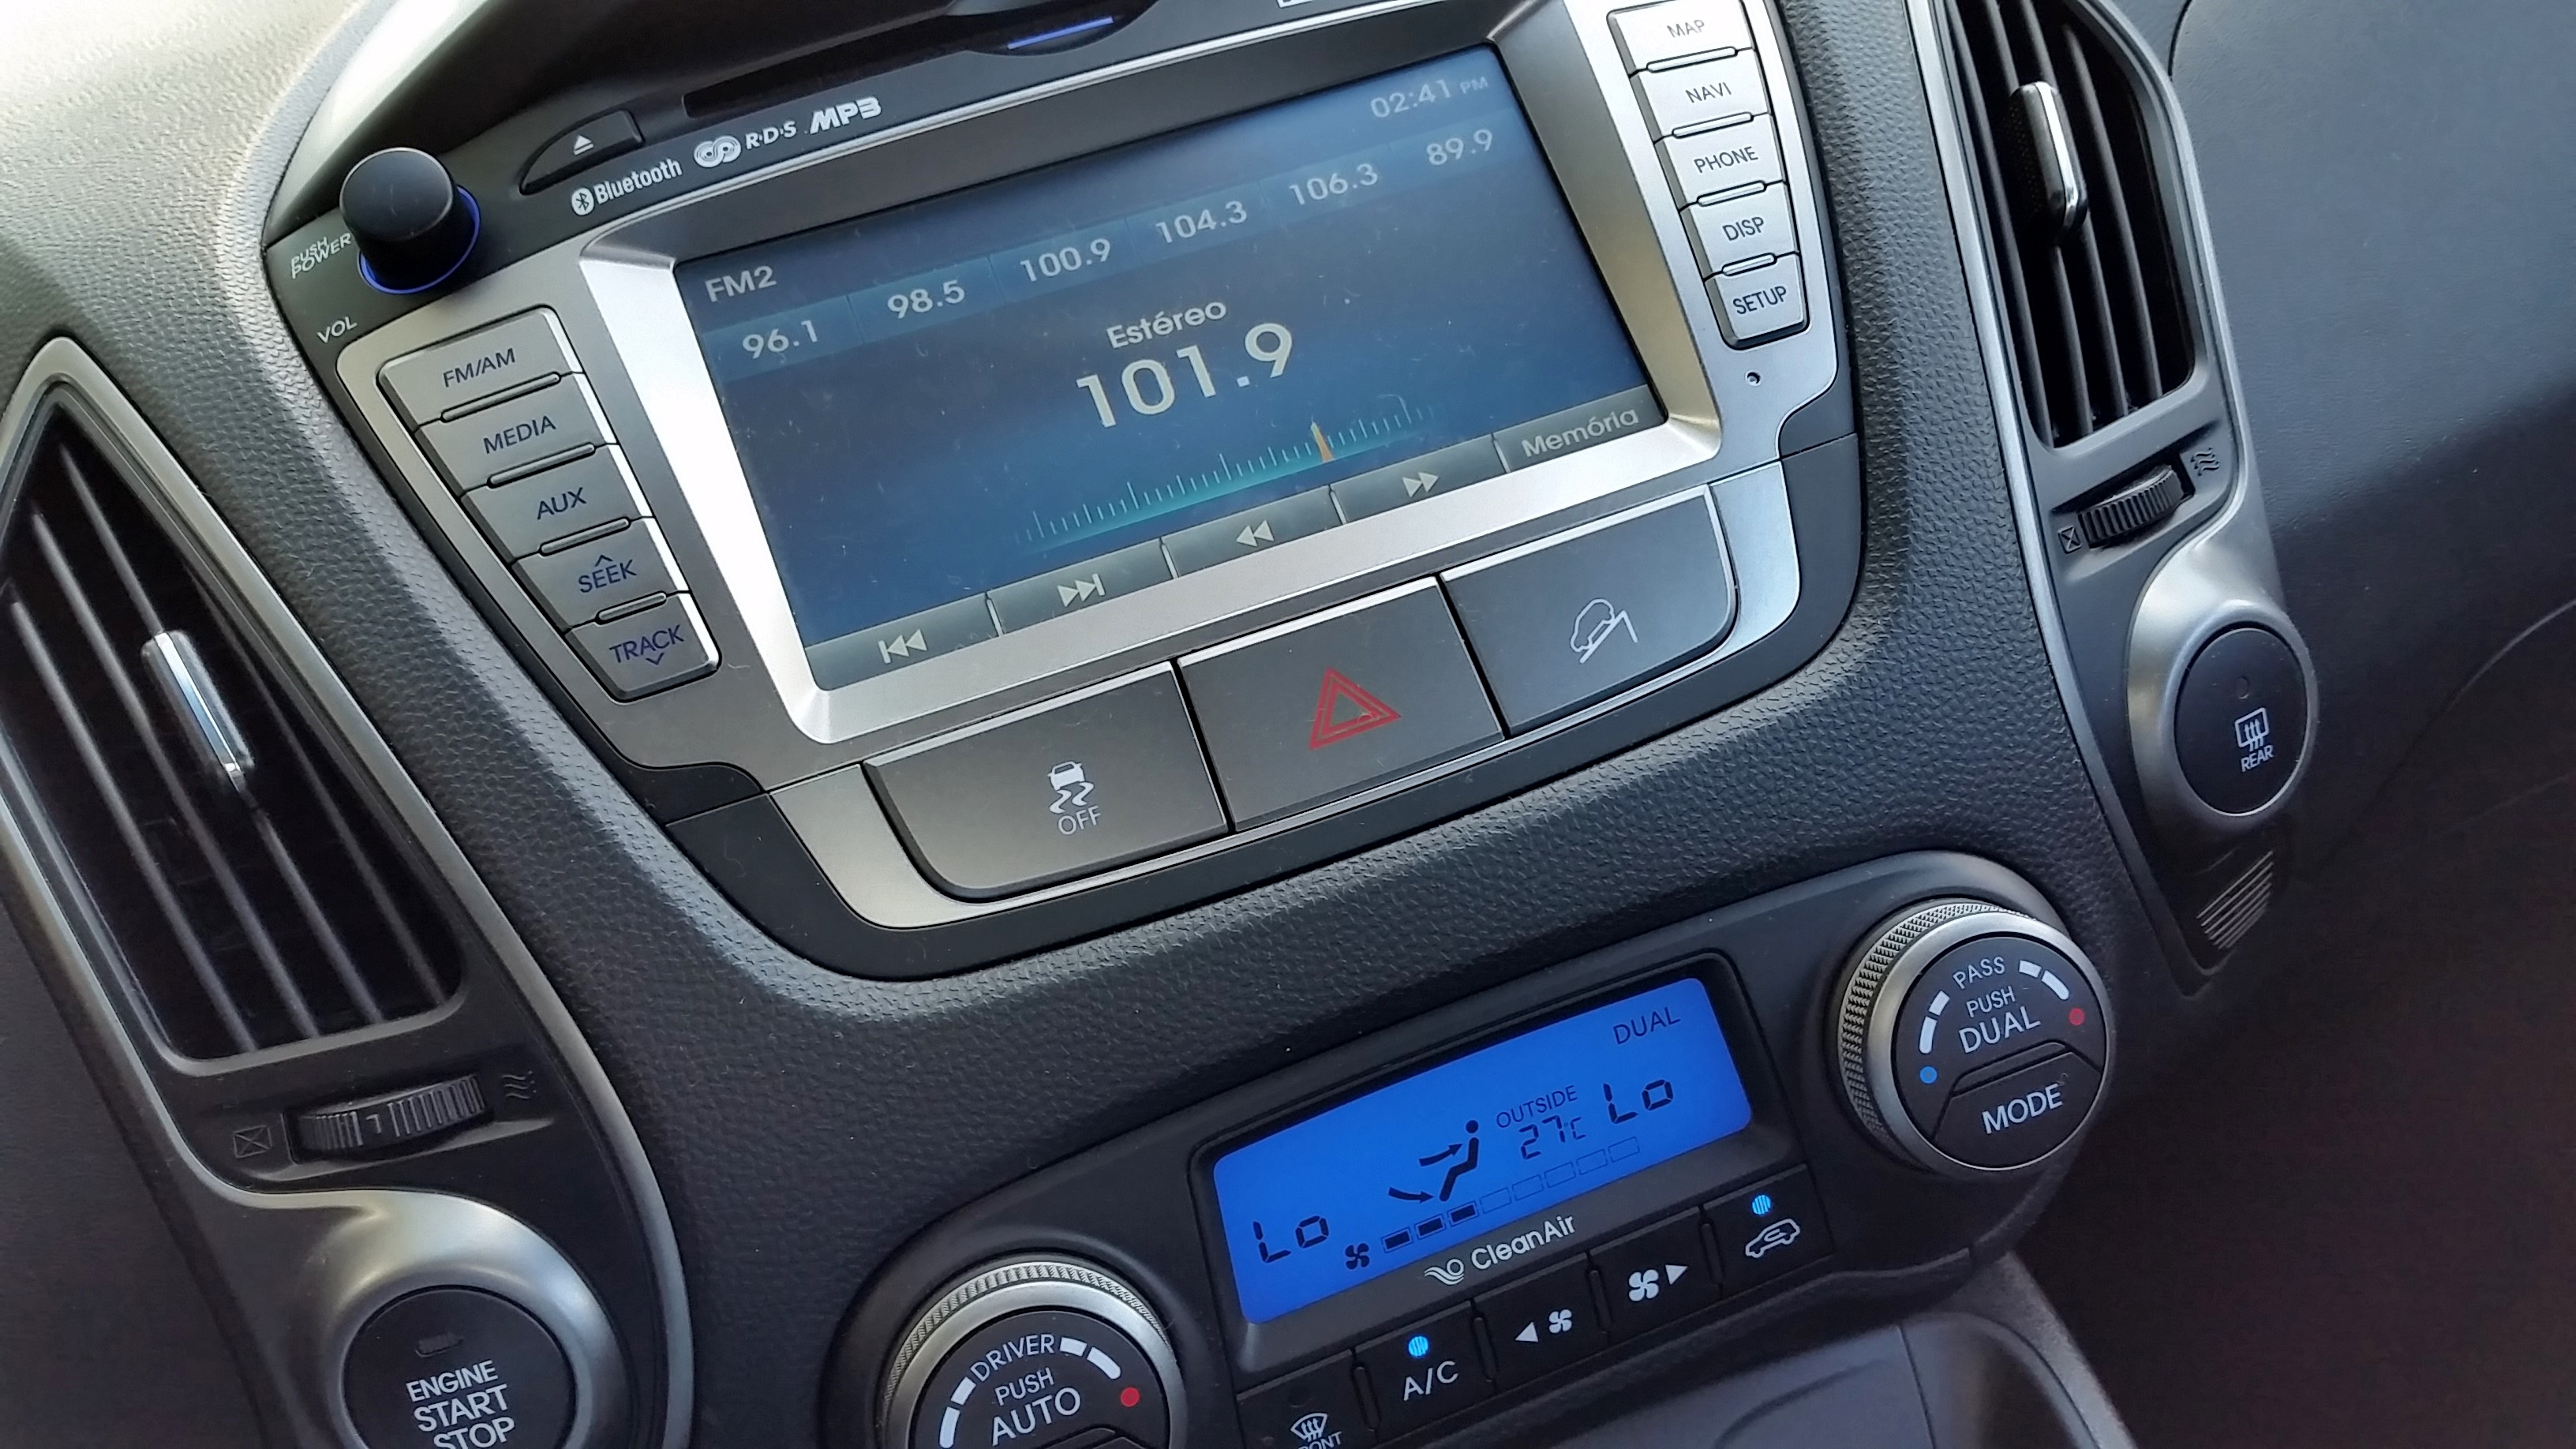 Bluetooth R·D·S MP3
PUSH
POWER
VOL
FM/AM
MEDIA
AUX
SEEK
TRACK
02:41 PM
FM2
96.1 98.5 100.9 104.3 106.3 89.9
Estéreo
101.9
Memória
MAP
NAVI
PHONE
DISP
SETUP
OFF
REAR
DUAL
OUTSIDE
27°C
Lo
Lo
CleanAir
PASS
PUSH
DUAL
MODE
ENGINE
START
STOP
DRIVER
PUSH
AUTO
A/C